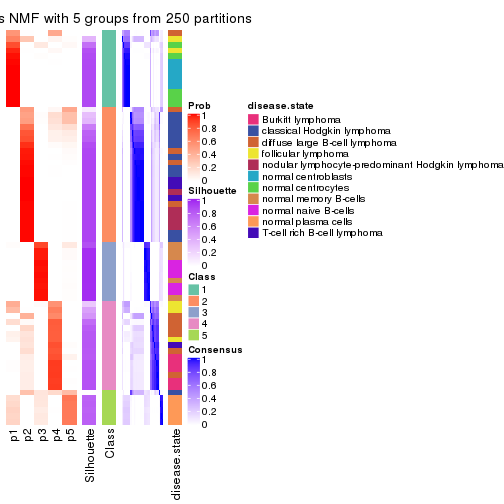 s NMF with 5 groups from 250 partitions
Prob
1
0.8
0.6
0.4
0.2
0
Silhouette
1
0.8
0.6
0.4
0.2
0
Class
1
2
3
4
5
Consensus
1
0.8
0.6
0.4
0.2
0
disease.state
Burkitt lymphoma
classical Hodgkin lymphoma
diffuse large B-cell lymphoma
follicular lymphoma
nodular lymphocyte-predominant Hodgkin lymphoma
normal centroblasts
normal centrocytes
normal memory B-cells
normal naive B-cells
normal plasma cells
T-cell rich B-cell lymphoma
p1
p2
p3
p4
p5
Silhouette
Class
disease.state